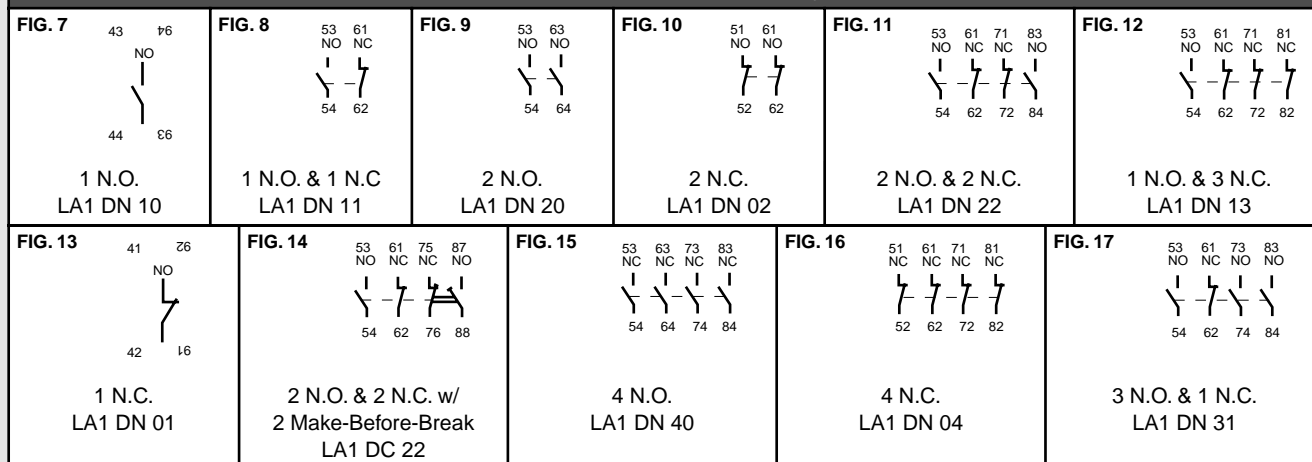 FIG. 7
43 94
NO
44 93
1 N.O.
LA1 DN 10
FIG. 8
53 61
NO NC
54 62
1 N.O. & 1 N.C
LA1 DN 11
FIG. 9
53 63
NO NO
54 64
2 N.O.
LA1 DN 20
FIG. 10
51 61
NO NO
52 62
2 N.C.
LA1 DN 02
FIG. 11
53 61 71 83
NO NC NC NO
54 62 72 84
2 N.O. & 2 N.C.
LA1 DN 22
FIG. 12
53 61 71 81
NO NC NC NC
54 62 72 82
1 N.O. & 3 N.C.
LA1 DN 13
FIG. 13
41 92
NO
42 91
1 N.C.
LA1 DN 01
FIG. 14
53 61 75 87
NO NC NC NO
54 62 76 88
2 N.O. & 2 N.C. w/
2 Make-Before-Break
LA1 DC 22
FIG. 15
53 63 73 83
NC NC NC NC
54 64 74 84
4 N.O.
LA1 DN 40
FIG. 16
51 61 71 81
NC NC NC NC
52 62 72 82
4 N.C.
LA1 DN 04
FIG. 17
53 61 73 83
NO NC NO NO
54 62 74 84
3 N.O. & 1 N.C.
LA1 DN 31